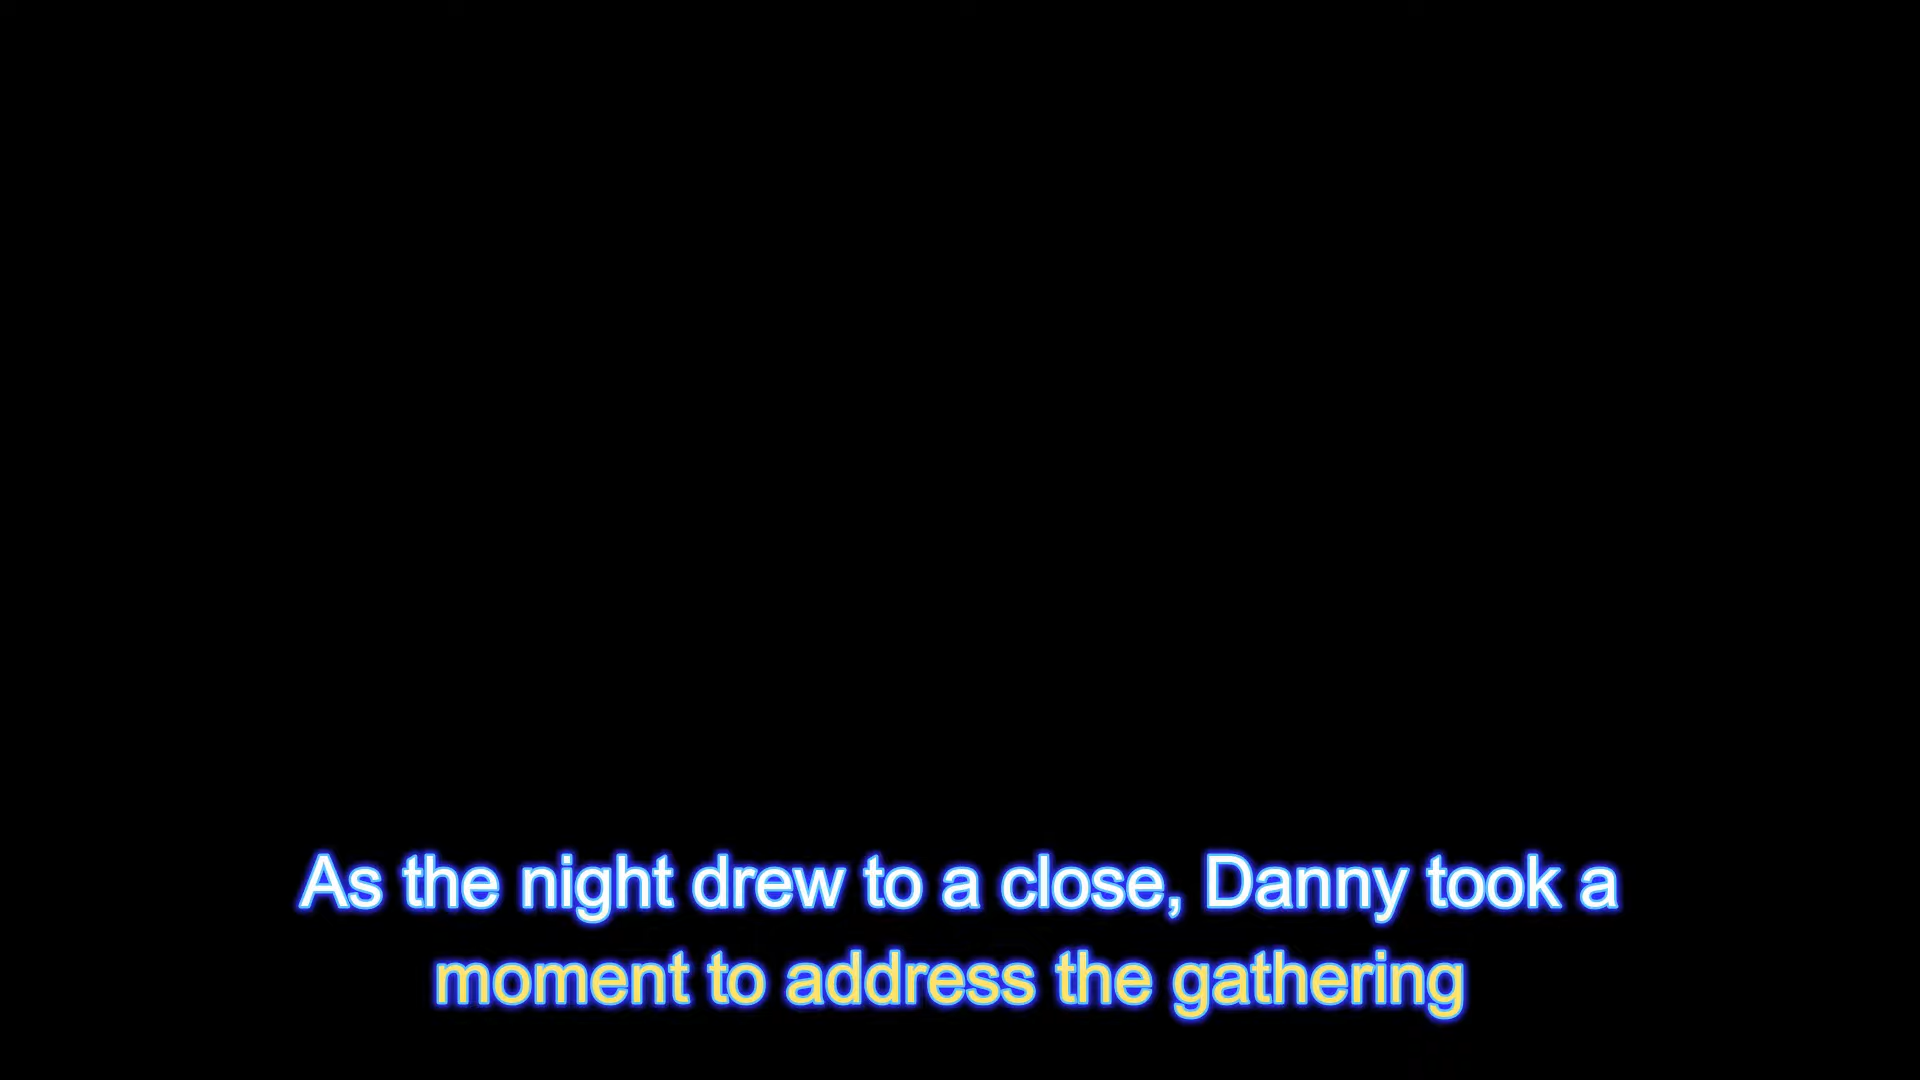 As the night drew to a close, Danny took a
moment to address the gathering